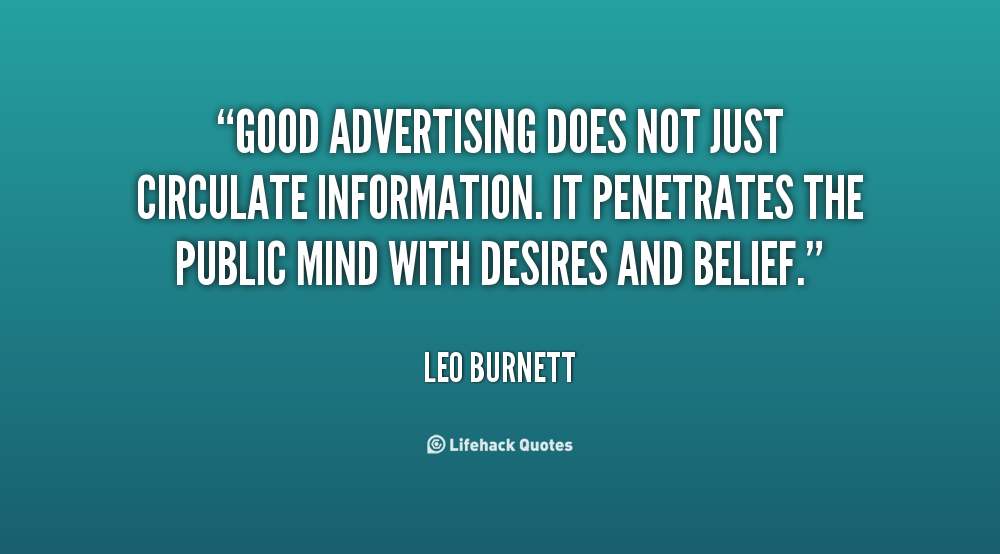 “GOOD ADVERTISING DOES NOT JUST
CIRCULATE INFORMATION. IT PENETRATES THE
PUBLIC MIND WITH DESIRES AND BELIEF.”
LEO BURNETT
Lifehack Quotes